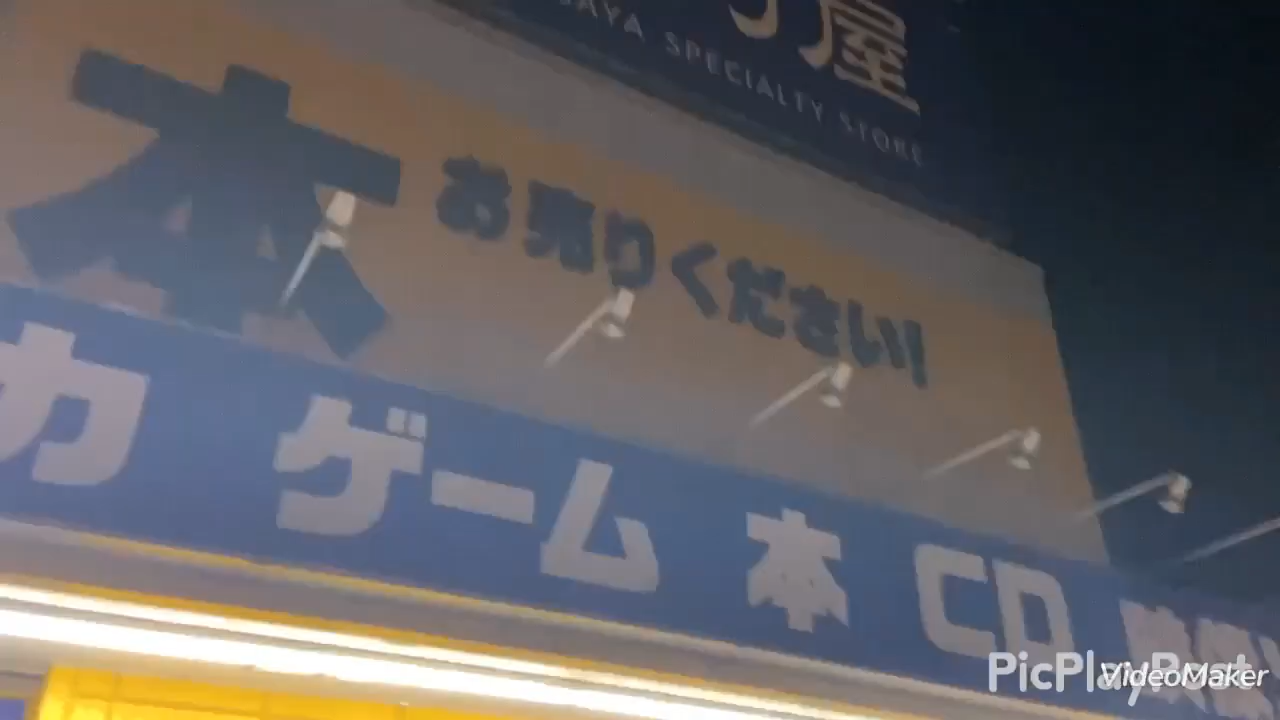 屋
AYA SPECIALTY STORE
本 お売りください!
カ ゲーム 本 CD
PicPlayPost
VideoMaker